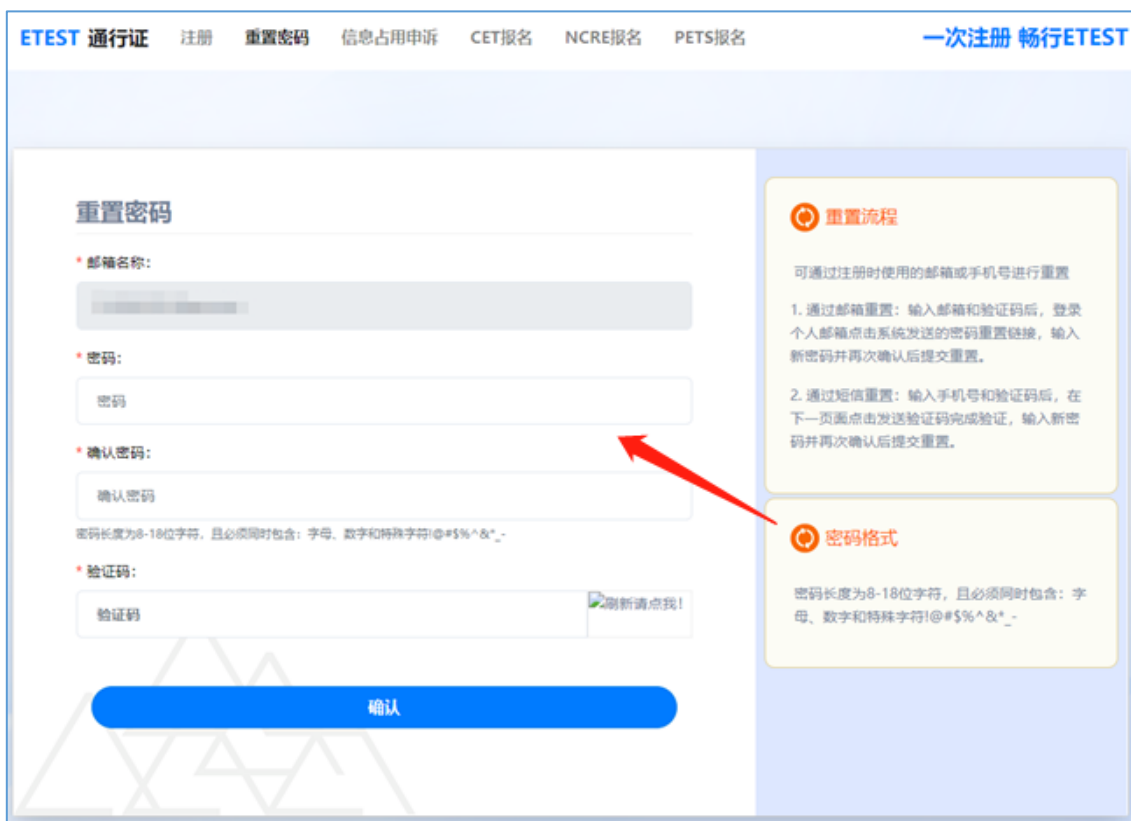 ETEST 通行证 注册 重置密码 信息占用申诉 CET报名 NCRE报名 PETS报名 一次注册 畅行ETEST
重置密码
* 邮箱名称：
* 密码：
密码
* 确认密码：
确认密码
密码长度为8-18位字符，且必须同时包含：字母、数字和特殊字符!@#$%^&*_-
* 验证码：
验证码
刷新请点我！
确认
重置流程
可通过注册时使用的邮箱或手机号进行重置
1. 通过邮箱重置：输入邮箱和验证码后，登录
个人邮箱点击系统发送的密码重置链接，输入
新密码并再次确认后提交重置。
2. 通过短信重置：输入手机号和验证码后，在
下一页面点击发送验证码完成验证，输入新密
码并再次确认后提交重置。
密码格式
密码长度为8-18位字符，且必须同时包含：字
母、数字和特殊字符!@#$%^&*_-